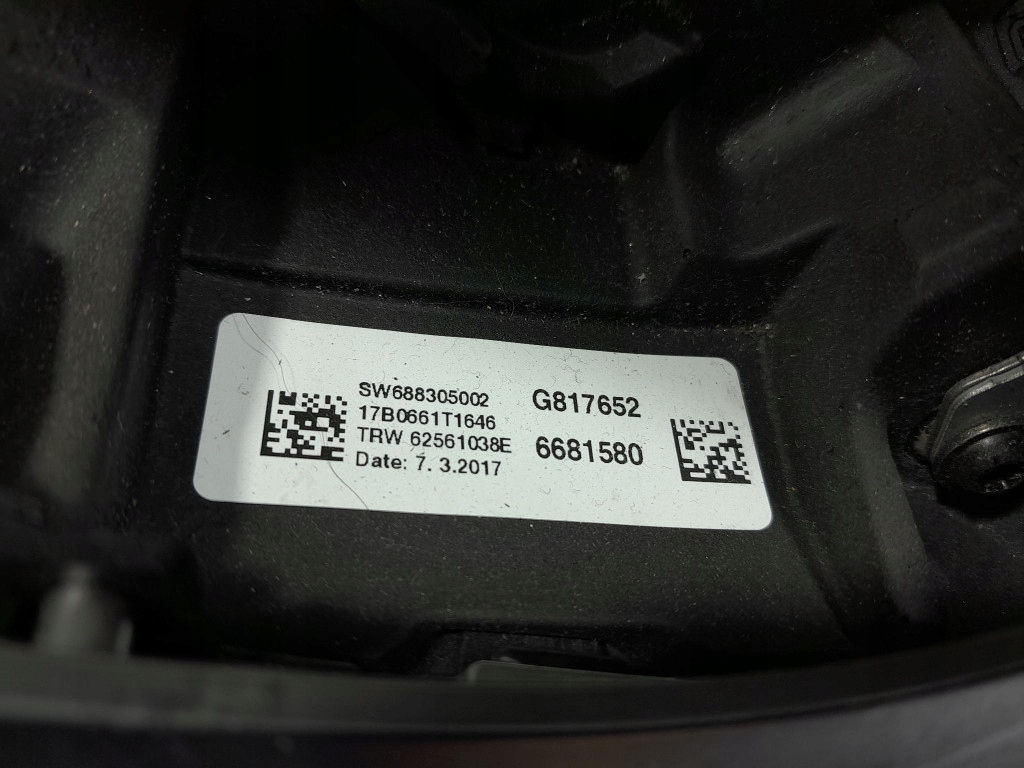 SW688305002
17B0661T1646
TRW 62561038E
Date: 7. 3.2017
G817652
6681580